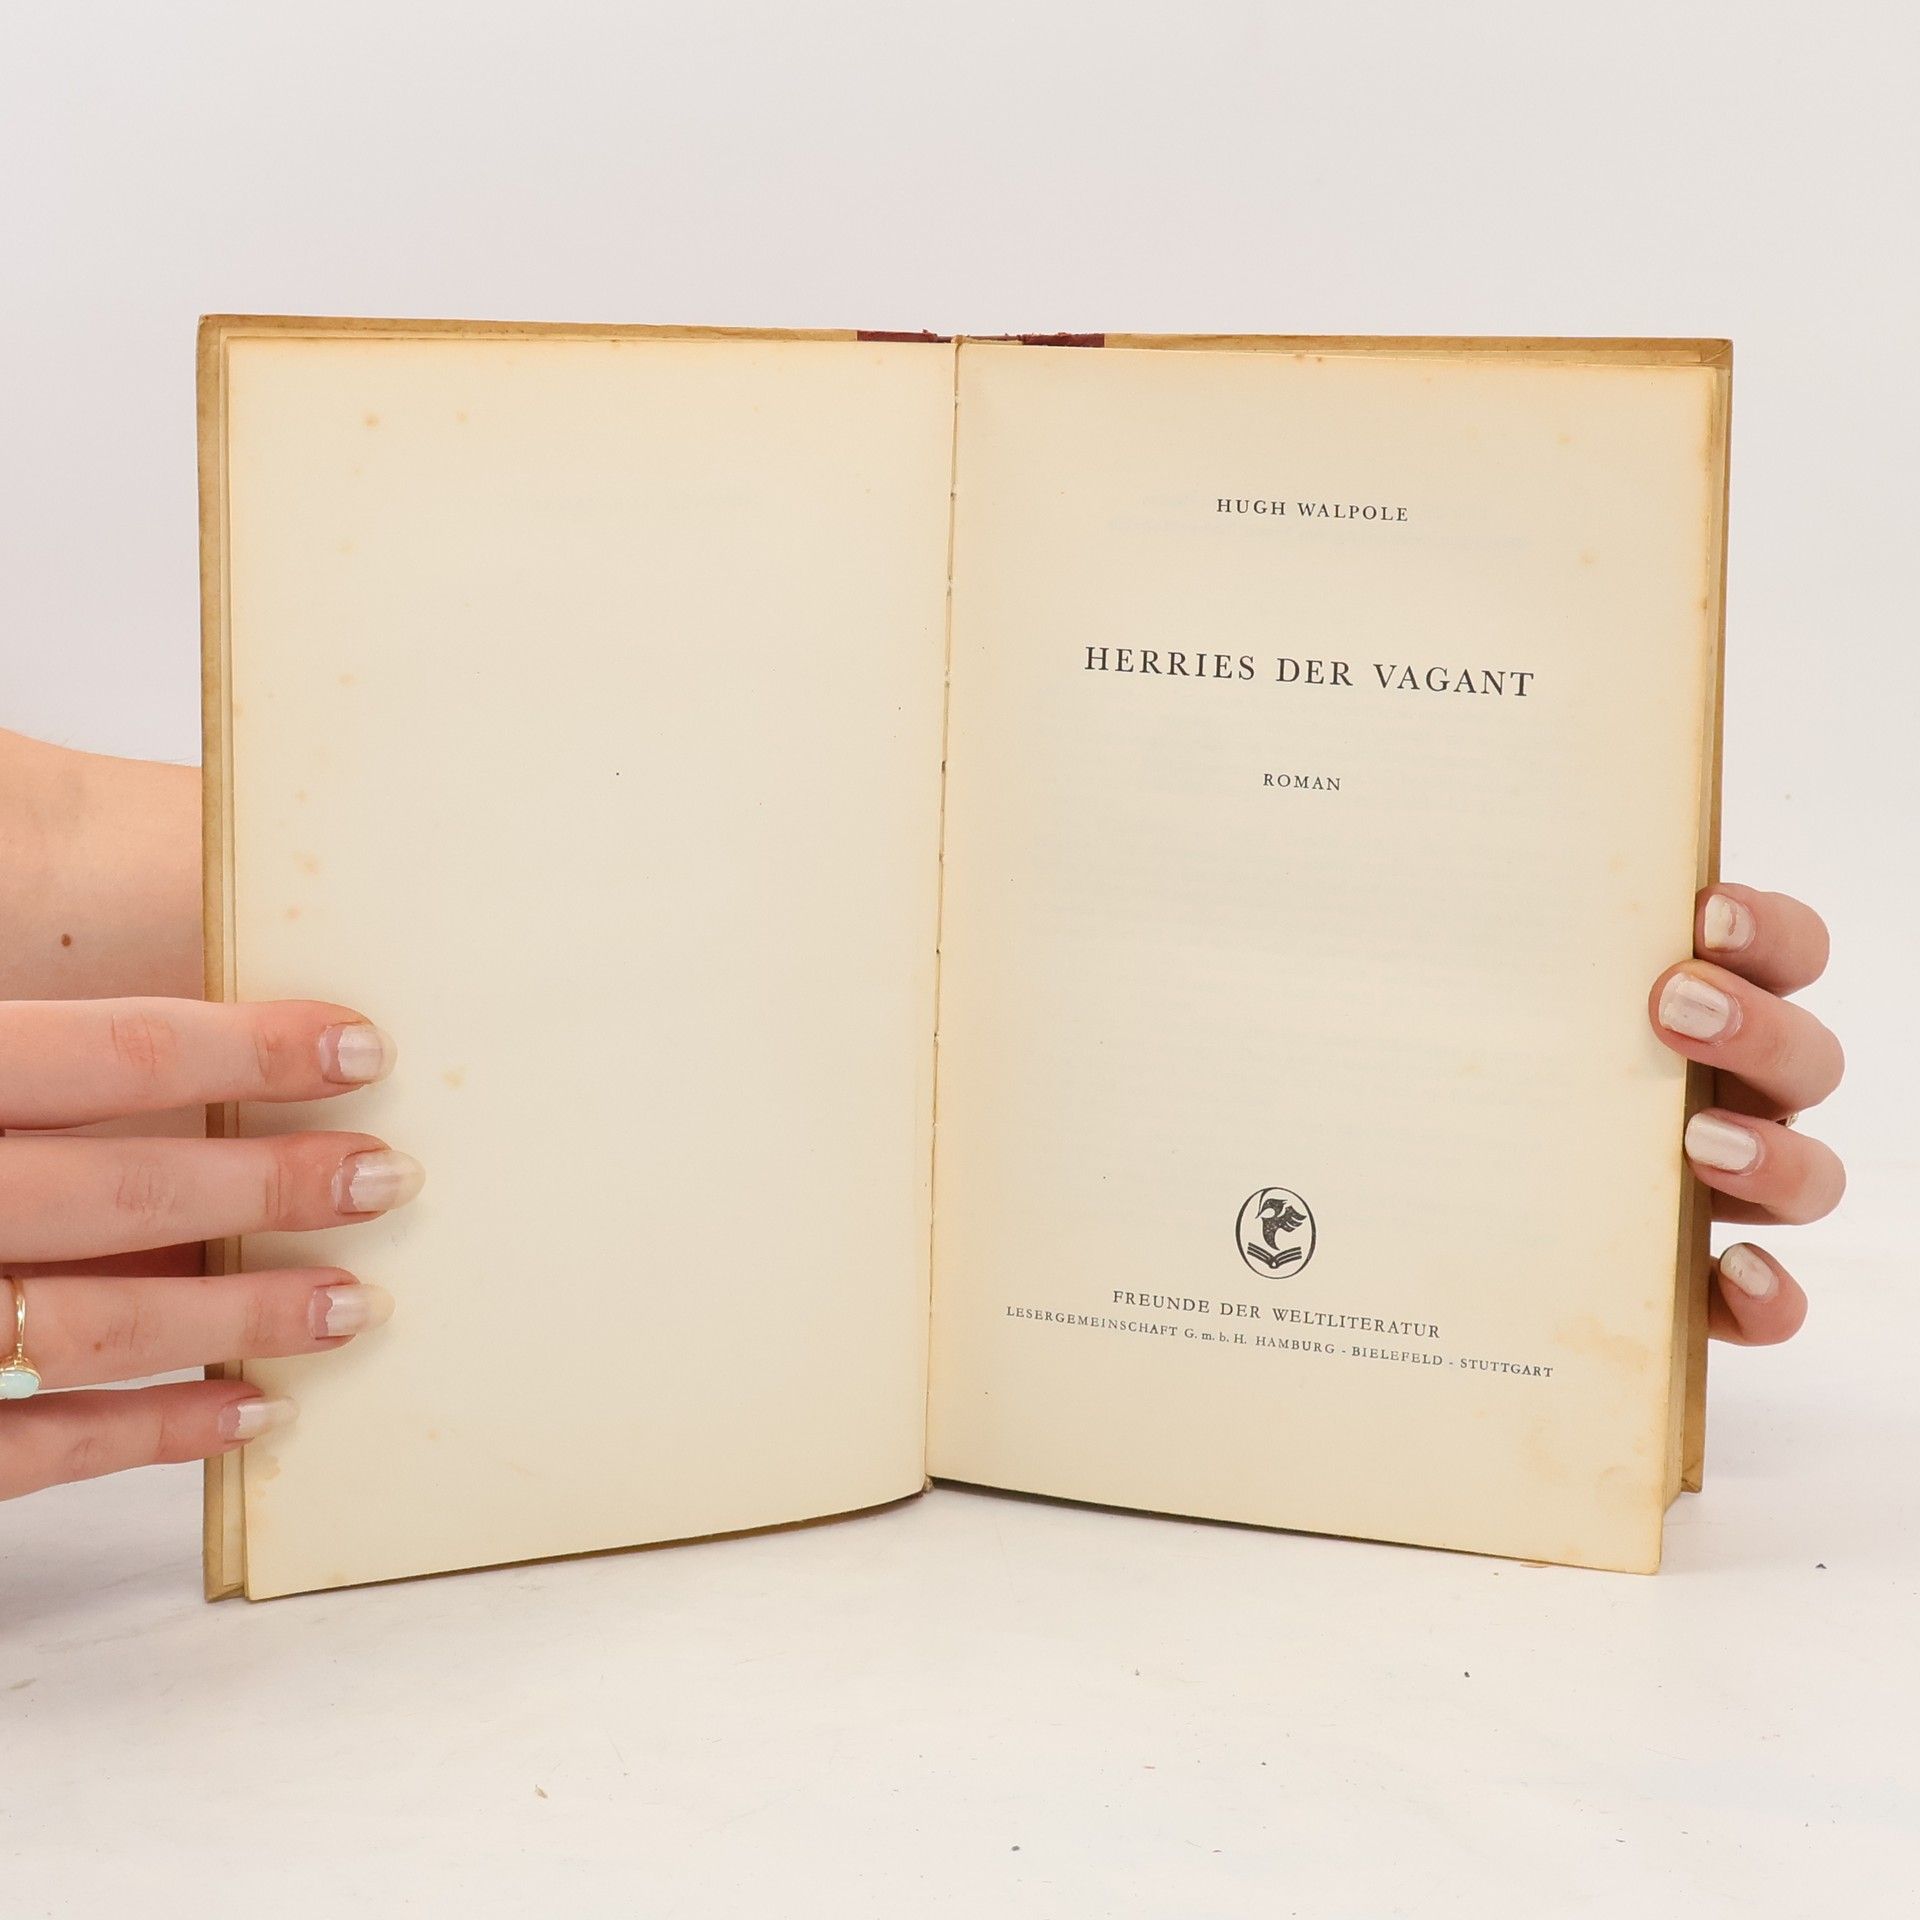 HUGH WALPOLE
HERRIES DER VAGANT
ROMAN
FREUNDE DER WELTLITERATUR
LESERGEMEINSCHAFT G. m. b. H. HAMBURG - BIELEFELD - STUTTGART